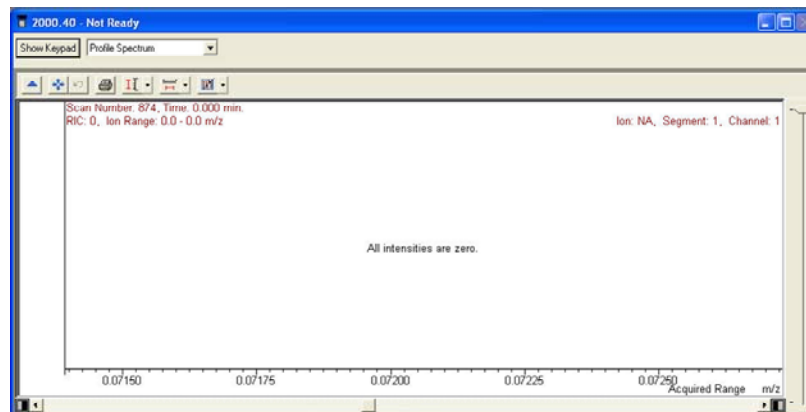 2000.40 - Not Ready
Show Keypad Profile Spectrum
Scan Number: 874, Time: 0.000 min.
RIC: 0, Ion Range: 0.0 - 0.0 m/z
Ion: NA, Segment: 1, Channel: 1
All intensities are zero.
0.07150 0.07175 0.07200 0.07225 0.07250
Acquired Range m/z